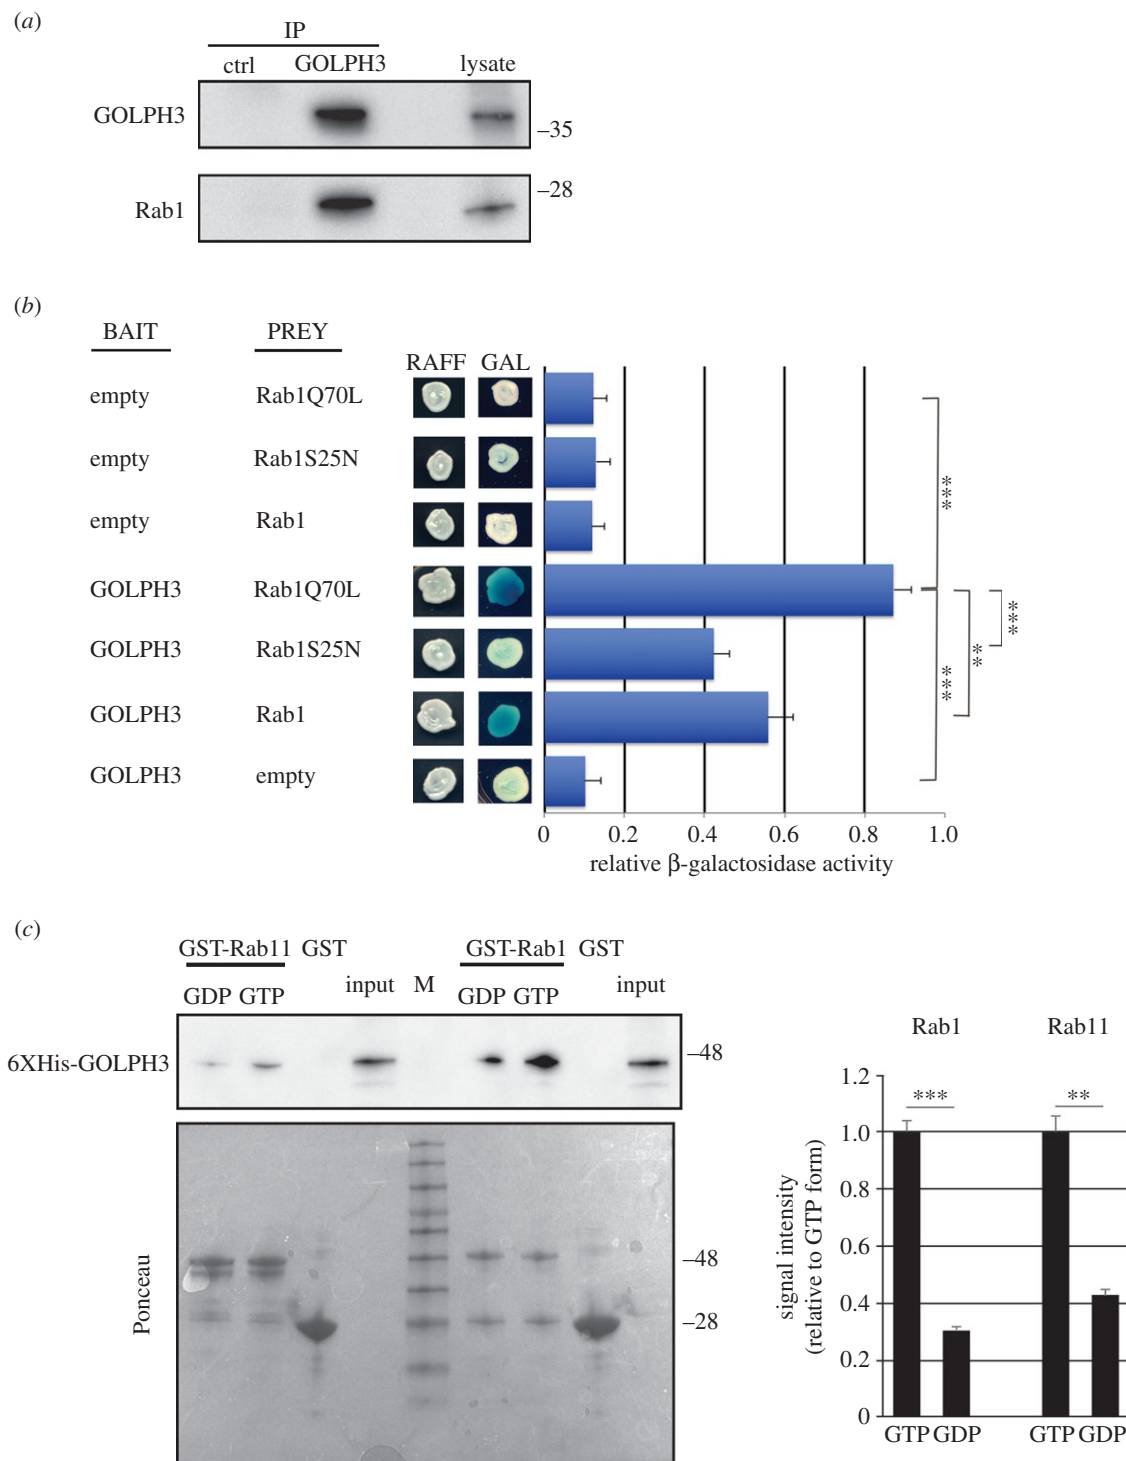 (a)
IP
ctrl GOLPH3 lysate
GOLPH3
–35
–28
Rab1
(b)
BAIT PREY
RAFF GAL
empty Rab1Q70L
empty Rab1S25N
empty Rab1
GOLPH3 Rab1Q70L
GOLPH3 Rab1S25N
GOLPH3 Rab1
GOLPH3 empty
***
***
**
***
0 0.2 0.4 0.6 0.8 1.0
relative β-galactosidase activity
(c)
GST-Rab11 GST GST-Rab1 GST
input M input
GDP GTP GDP GTP
6XHis-GOLPH3
–48
Ponceau
–48
–28
Rab1 Rab11
signal intensity
(relative to GTP form)
1.2
1.0
0.8
0.6
0.4
0.2
0
*** **
GTP GDP GTP GDP